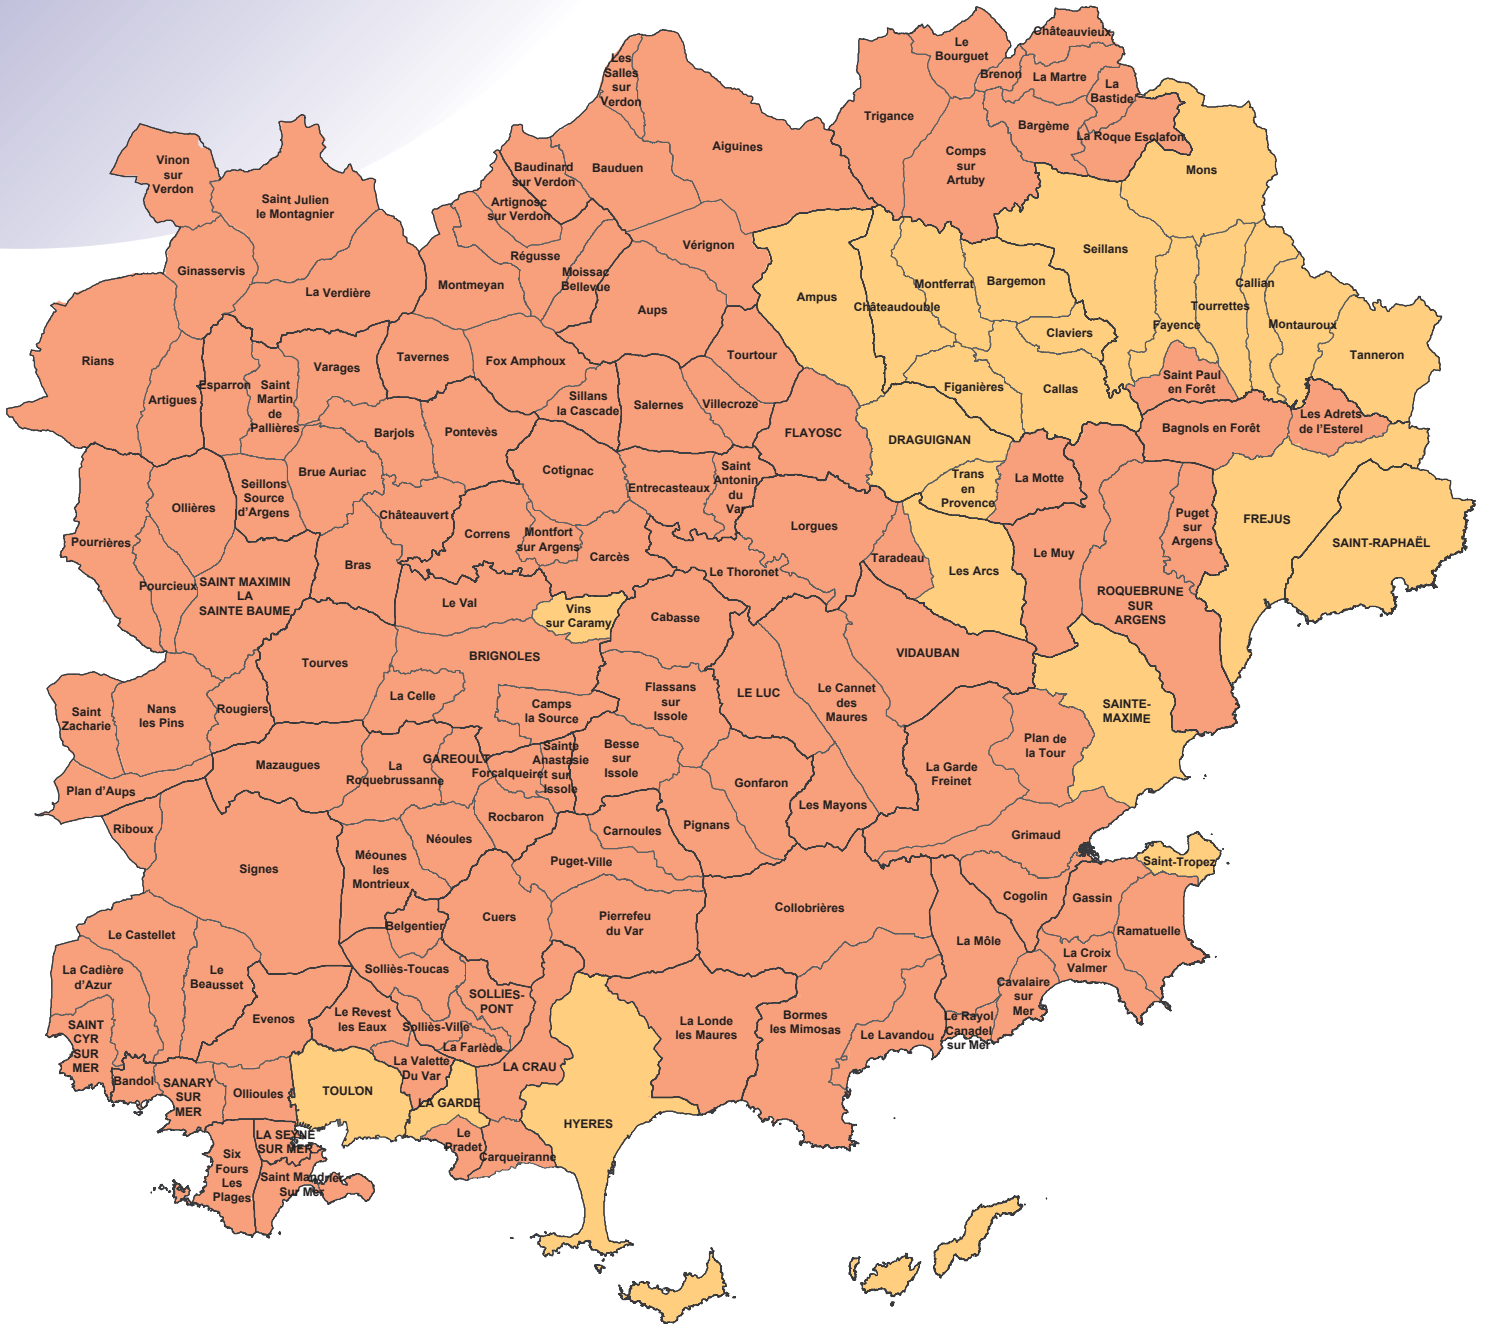 Châteauvieux
Le
Bourguet
Brenon
La Martre
La
Bastide
Les
Salles
sur
Verdon
Trigance
Bargème
La Roque Esclafon
Aiguines
Comps
sur
Artuby
Mons
Vinon
sur
Verdon
Baudinard
sur Verdon
Bauduen
Saint Julien
le Montagnier
Artignosc
sur Verdon
Vérignon
Seillans
Régusse
Ginasservis
Moissac
Bellevue
Montmeyan
La Verdière
Montferrat
Bargemon
Callian
Ampus
Châteaudouble
Tourrettes
Aups
Fayence
Montauroux
Claviers
Tanneron
Rians
Tavernes
Fox Amphoux
Tourtour
Varages
Esparron
Saint
Martin
de
Pallières
Artigues
Saint Paul
en Forêt
Figanières
Callas
Sillans
la Cascade
Salernes
Villecroze
Les Adrets
de l'Esterel
Barjols
Pontevès
FLAYOSC
DRAGUIGNAN
Bagnols en Forêt
Brue Auriac
Cotignac
Saint
Antonin
du
Var
Entrecasteaux
Trans
en
Provence
La Motte
Seillons
Source
d'Argens
Ollières
Châteauvert
Correns
Montfort
sur Argens
Lorgues
Puget
sur
Argens
FREJUS
SAINT-RAPHAËL
Pourrières
Carcès
Taradeau
Le Muy
Bras
Le Thoronet
Les Arcs
Pourcieux
SAINT MAXIMIN
LA
SAINTE BAUME
Le Val
Vins
sur Caramy
Cabasse
ROQUEBRUNE
SUR
ARGENS
Tourves
BRIGNOLES
VIDAUBAN
La Celle
Flassans
sur
Issole
LE LUC
Le Cannet
des
Maures
Saint
Zacharie
Nans
les Pins
Rougiers
Camps
la Source
SAINTE-
MAXIME
Plan de
la Tour
Mazaugues
La
Roquebrussanne
GAREOULT
Forcalqueiret
Sainte
Anastasie
sur
Issole
Besse
sur
Issole
Gonfaron
La Garde
Freinet
Plan d'Aups
Les Mayons
Riboux
Rocbaron
Carnoules
Pignans
Néoules
Grimaud
Signes
Méounes
les
Montrieux
Puget-Ville
Saint-Tropez
Cogolin
Gassin
Collobrières
Cuers
Pierrefeu
du Var
Belgentier
Ramatuelle
Le Castellet
La Môle
La Croix
Valmer
La Cadière
d'Azur
Le
Beausset
Solliès-Toucas
Cavalaire
sur
Mer
SOLLIES-
PONT
Le Revest
les Eaux
Evenos
Solliès-Ville
La Londe
les Maures
Bormes
les Mimosas
Le Rayol
Canadel
sur Mer
SAINT
CYR
SUR
MER
Le Lavandou
La Farlède
La Valette
Du Var
LA CRAU
Bandol
SANARY
SUR
MER
Ollioules
TOULON
LA GARDE
HYERES
LA SEYNE
SUR MER
Le
Pradet
Carqueiranne
Six
Fours
Les
Plages
Saint Mandrier
Sur Mer